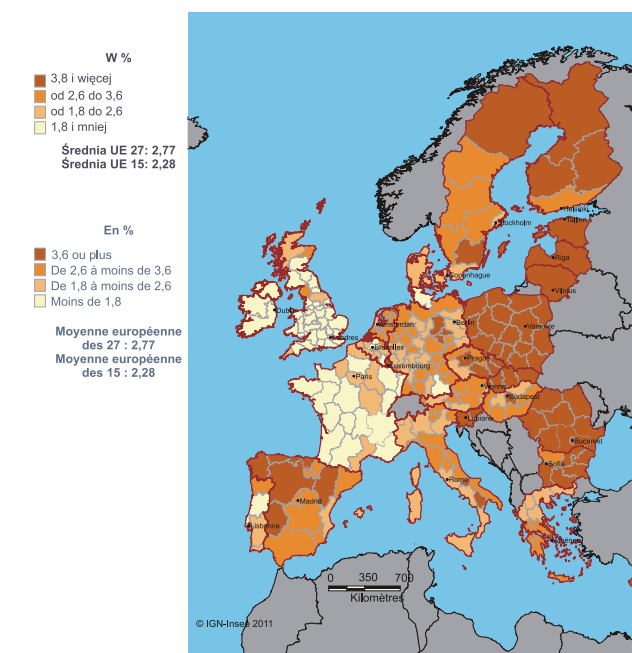 W %
3,8 i więcej
od 2,6 do 3,6
od 1,8 do 2,6
1,8 i mniej
Średnia UE 27: 2,77
Średnia UE 15: 2,28
En %
3,6 ou plus
De 2,6 à moins de 3,6
De 1,8 à moins de 2,6
Moins de 1,8
Moyenne européenne
des 27 : 2,77
Moyenne européenne
des 15 : 2,28
Helsinki
Tallin
Stockholm
Riga
Copenhague
Vilnius
Dublin
Londres
Amsterdam
Berlin
Varsovie
Bruxelles
Prague
Luxembourg
Paris
Vienne
Budapest
Ljubjana
Bucarest
Sofia
Rome
Madrid
Lisbonne
Athènes
0 350 700
Kilomètres
© IGN-Insee 2011